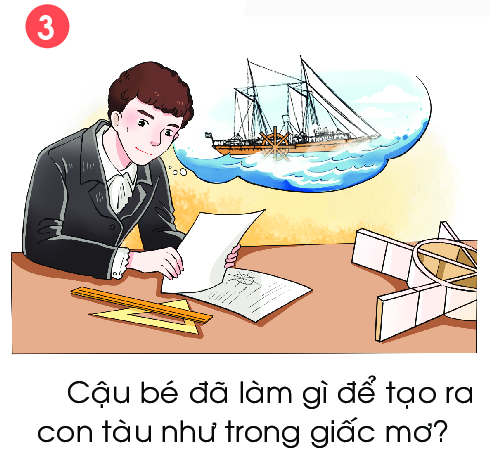 3
Cậu bé đã làm gì để tạo ra
con tàu như trong giấc mơ?